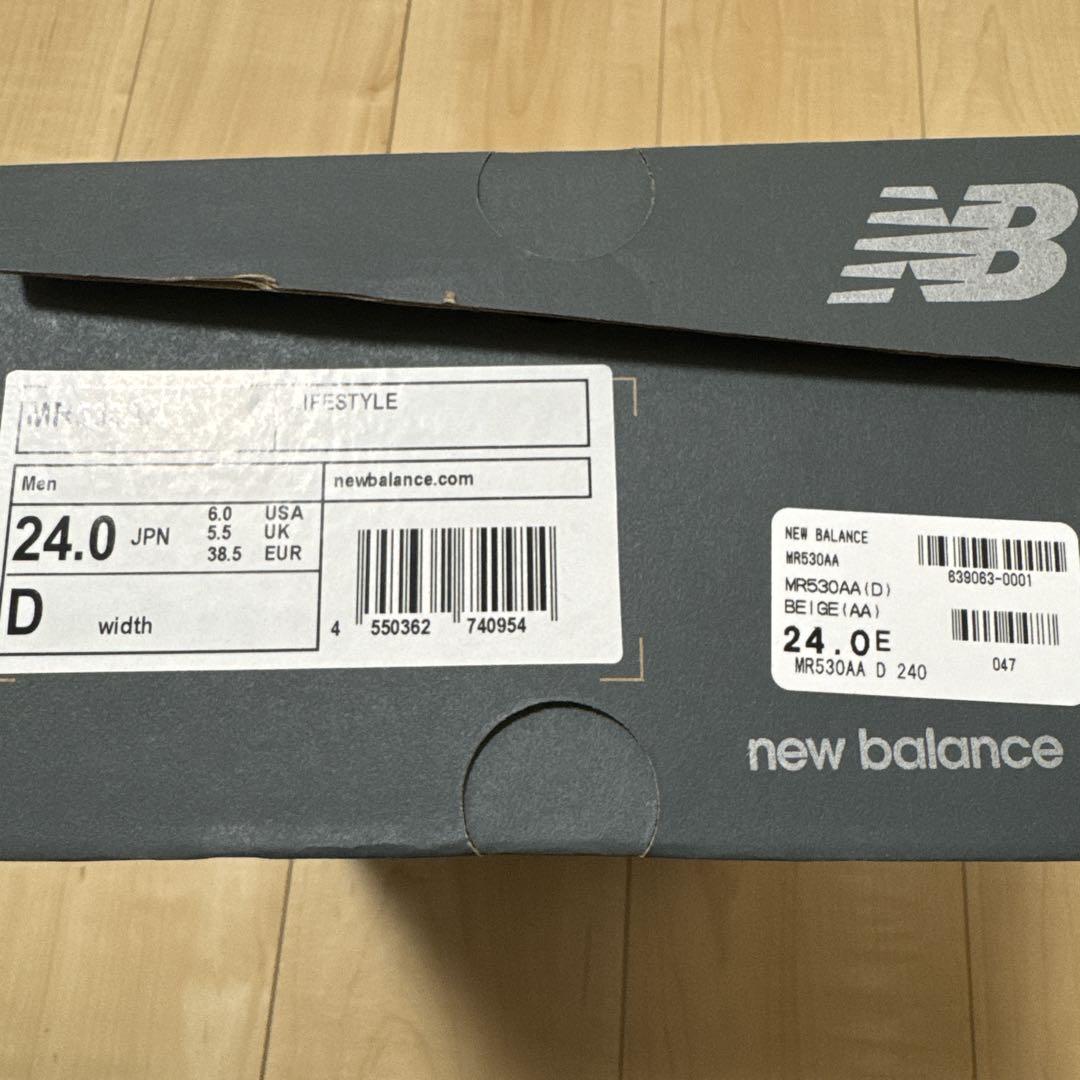 NB
IFESTYLE
Men
newbalance.com
24.0 JPN
6.0 USA
5.5 UK
38.5 EUR
D width
4 550362 740954
NEW BALANCE
MR530AA
639063-0001
MR530AA(D)
BEIGE(AA)
24.0E
MR530AA D 240
047
new balance